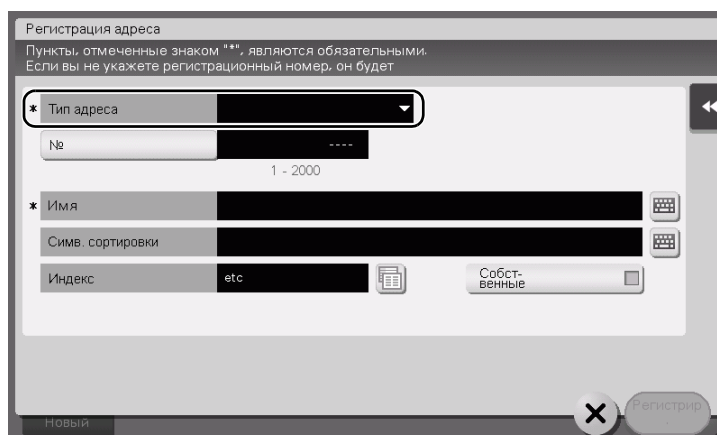 Регистрация адреса
Пункты, отмеченные знаком "*", являются обязательными.
Если вы не укажете регистрационный номер, он будет
* Тип адреса
№ ----
1 - 2000
* Имя
Симв. сортировки
Индекс etc Собст-
венные
Регистрир
.
Новый